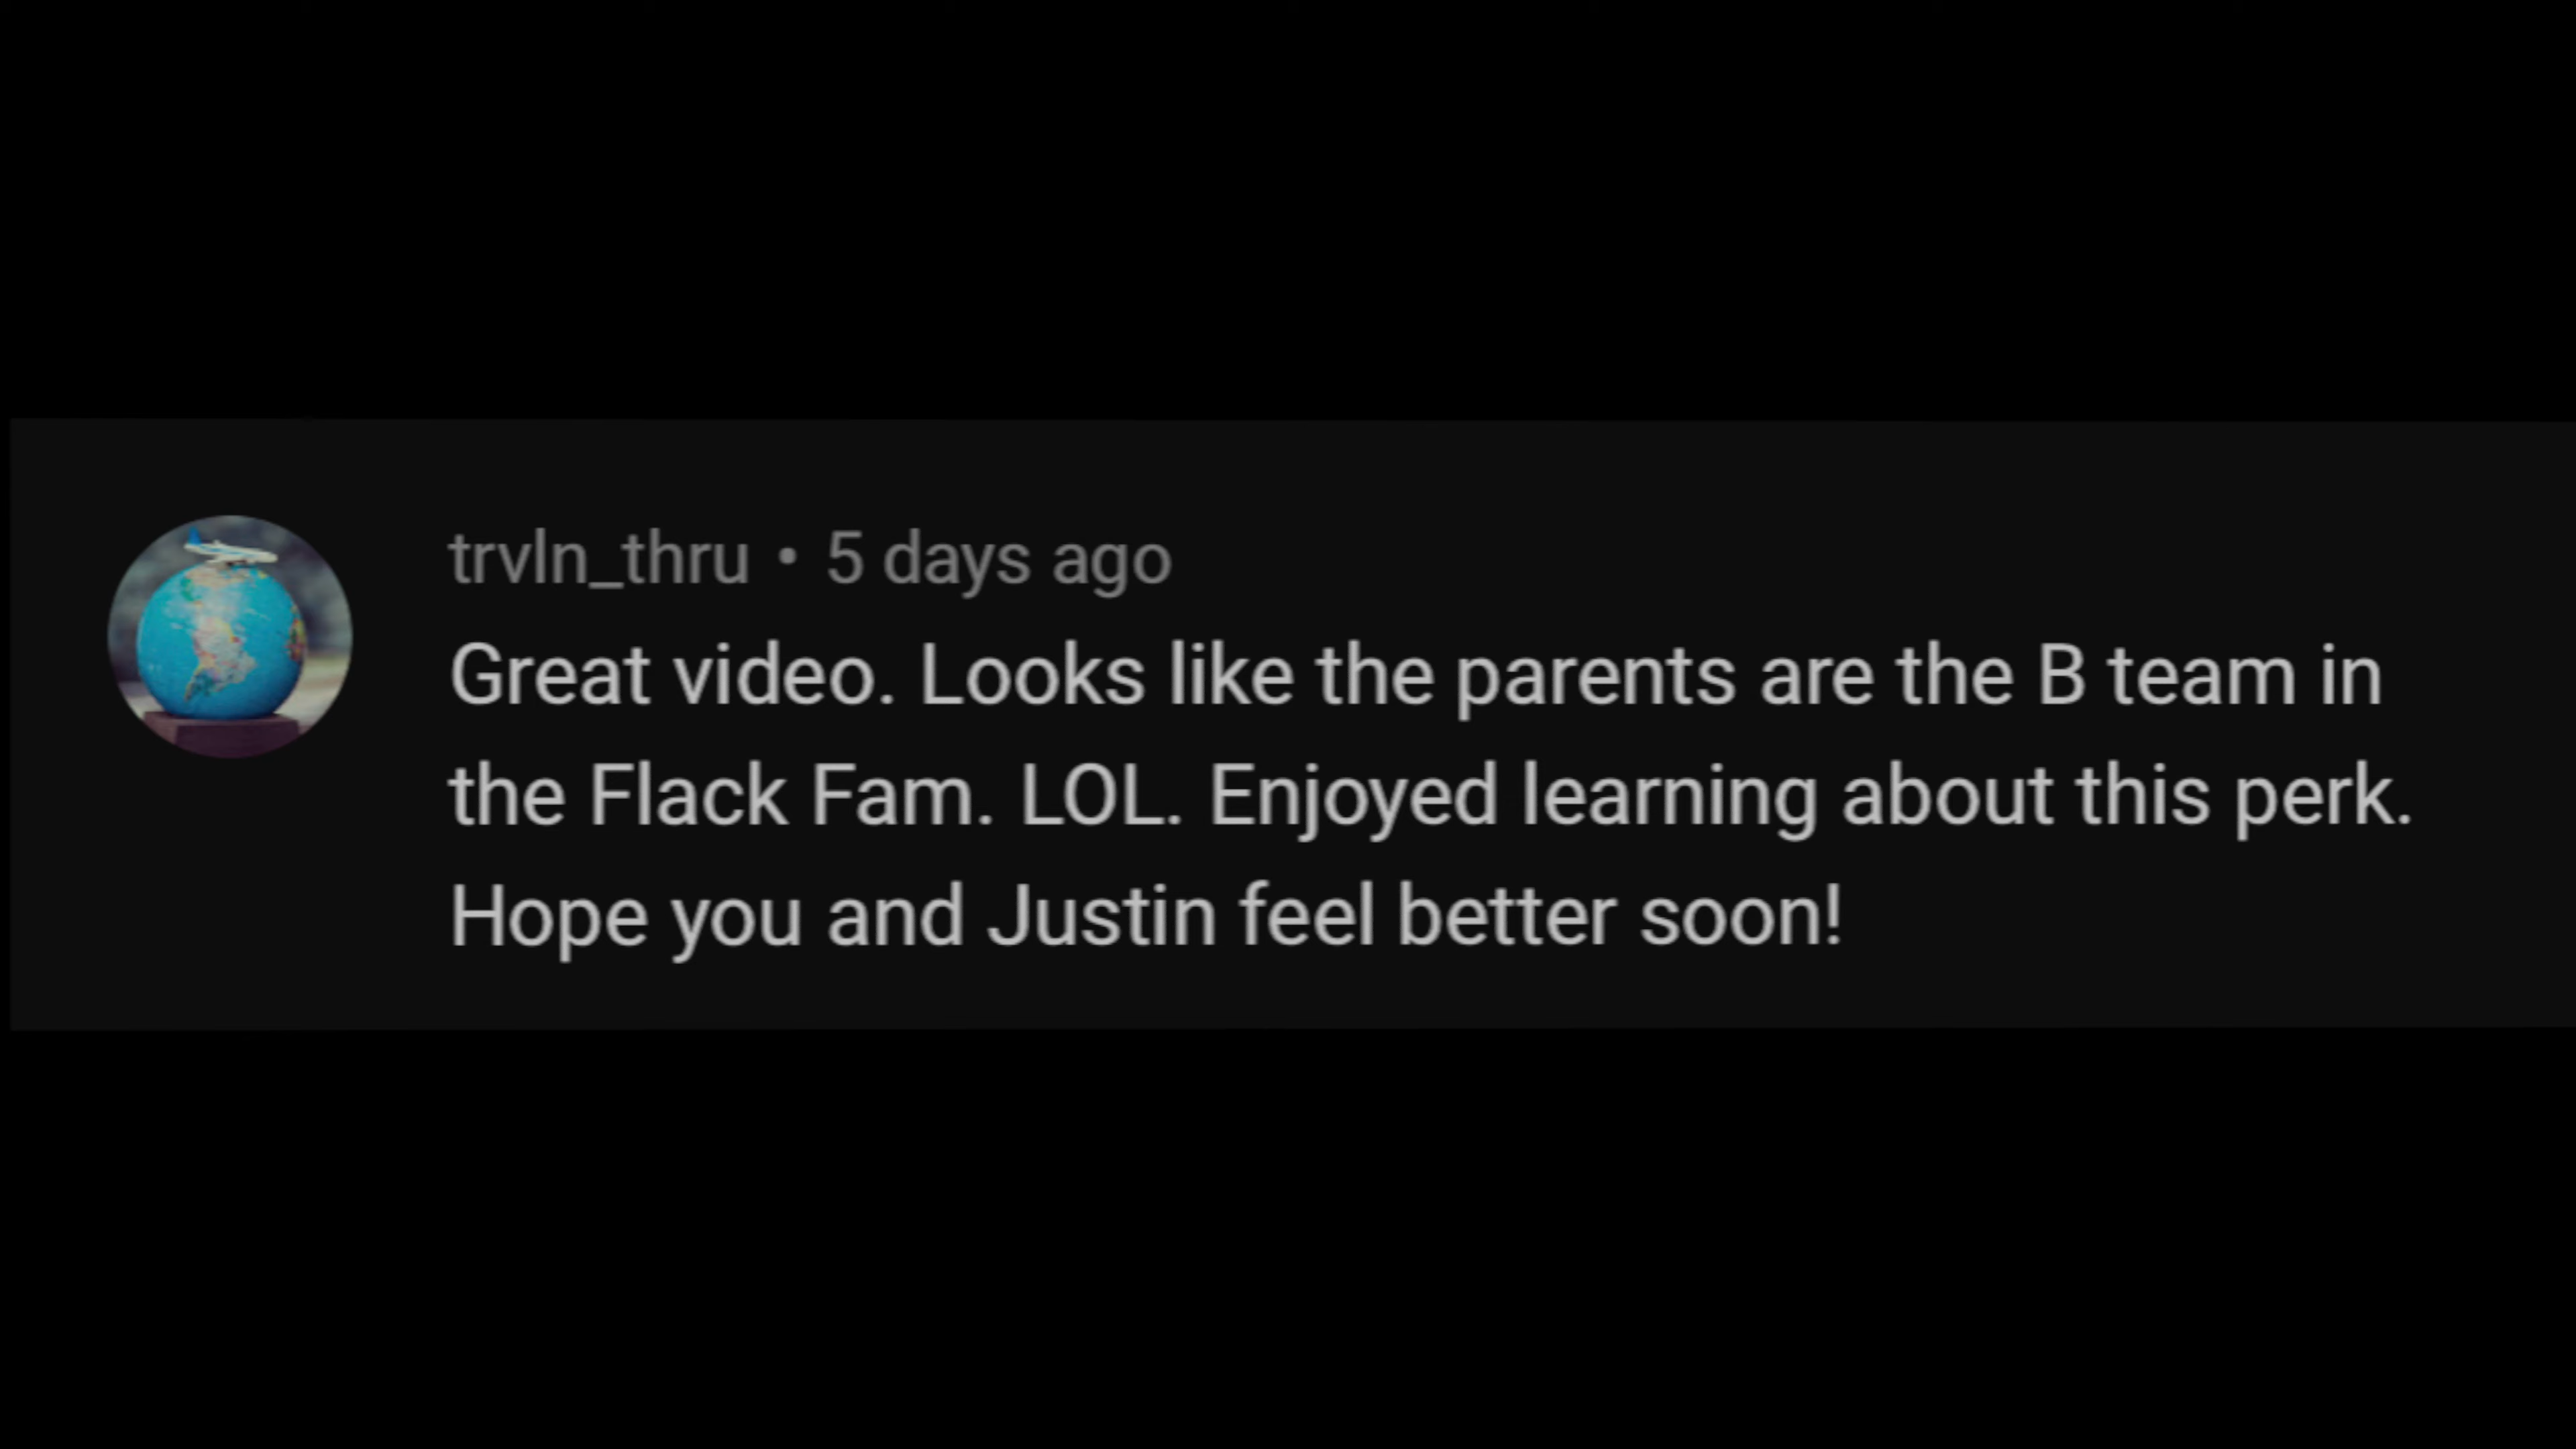 trvln_thru • 5 days ago
Great video. Looks like the parents are the B team in
the Flack Fam. LOL. Enjoyed learning about this perk.
Hope you and Justin feel better soon!